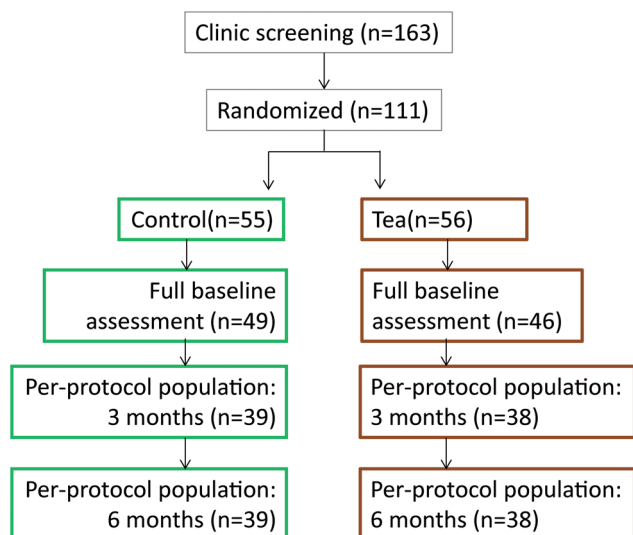 Clinic screening (n=163)
Randomized (n=111)
Control(n=55)
Tea(n=56)
Full baseline
assessment (n=49)
Full baseline
assessment (n=46)
Per-protocol population:
3 months (n=39)
Per-protocol population:
3 months (n=38)
Per-protocol population:
6 months (n=39)
Per-protocol population:
6 months (n=38)